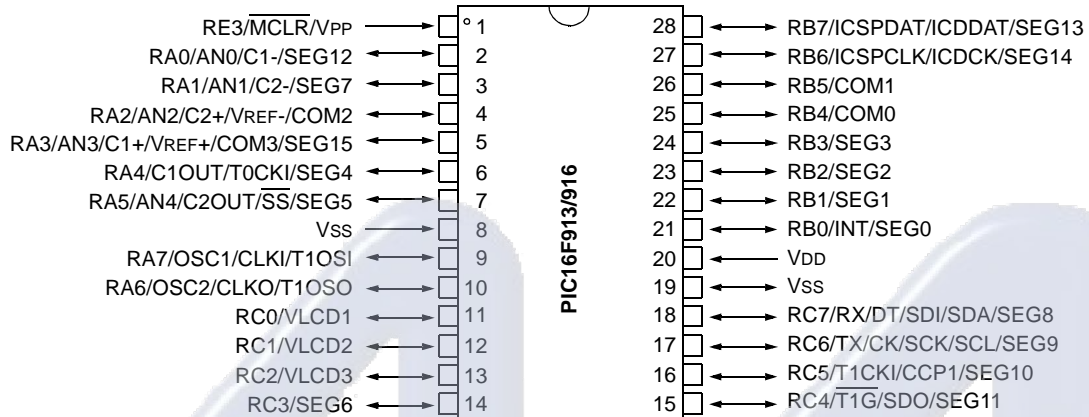 RE3/MCLR/VPP 1 28 RB7/ICSPDAT/ICDDAT/SEG13
RA0/AN0/C1-/SEG12 2 27 RB6/ICSPCLK/ICDCK/SEG14
RA1/AN1/C2-/SEG7 3 26 RB5/COM1
RA2/AN2/C2+/VREF-/COM2 4 25 RB4/COM0
RA3/AN3/C1+/VREF+/COM3/SEG15 5 24 RB3/SEG3
RA4/C1OUT/T0CKI/SEG4 6 23 RB2/SEG2
RA5/AN4/C2OUT/SS/SEG5 7 22 RB1/SEG1
VSS 8 21 RB0/INT/SEG0
RA7/OSC1/CLKI/T1OSI 9 20 VDD
RA6/OSC2/CLKO/T1OSO 10 19 VSS
RC0/VLCD1 11 18 RC7/RX/DT/SDI/SDA/SEG8
RC1/VLCD2 12 17 RC6/TX/CK/SCK/SCL/SEG9
RC2/VLCD3 13 16 RC5/T1CKI/CCP1/SEG10
RC3/SEG6 14 15 RC4/T1G/SDO/SEG11
PIC16F913/916